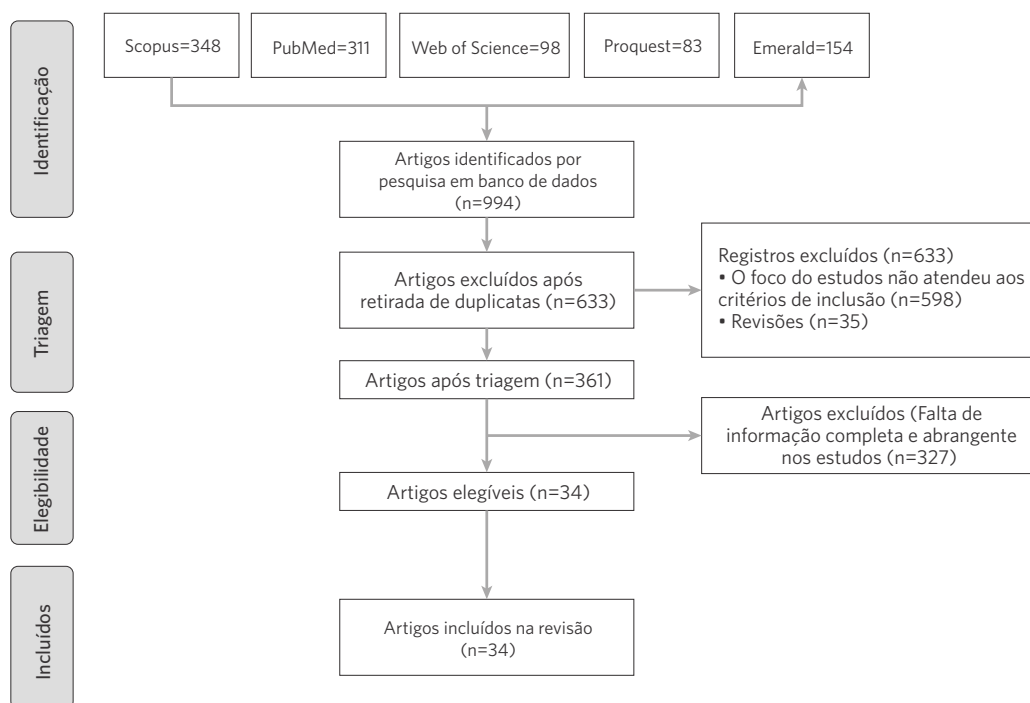 Identificação
Scopus=348
PubMed=311
Web of Science=98
Proquest=83
Emerald=154
Artigos identificados por
pesquisa em banco de dados
(n=994)
Triagem
Artigos excluídos após
retirada de duplicatas (n=633)
Registros excluídos (n=633)
• O foco do estudos não atendeu aos
critérios de inclusão (n=598)
• Revisões (n=35)
Artigos após triagem (n=361)
Elegibilidade
Artigos excluídos (Falta de
informação completa e abrangente
nos estudos (n=327)
Artigos elegíveis (n=34)
Incluídos
Artigos incluídos na revisão
(n=34)